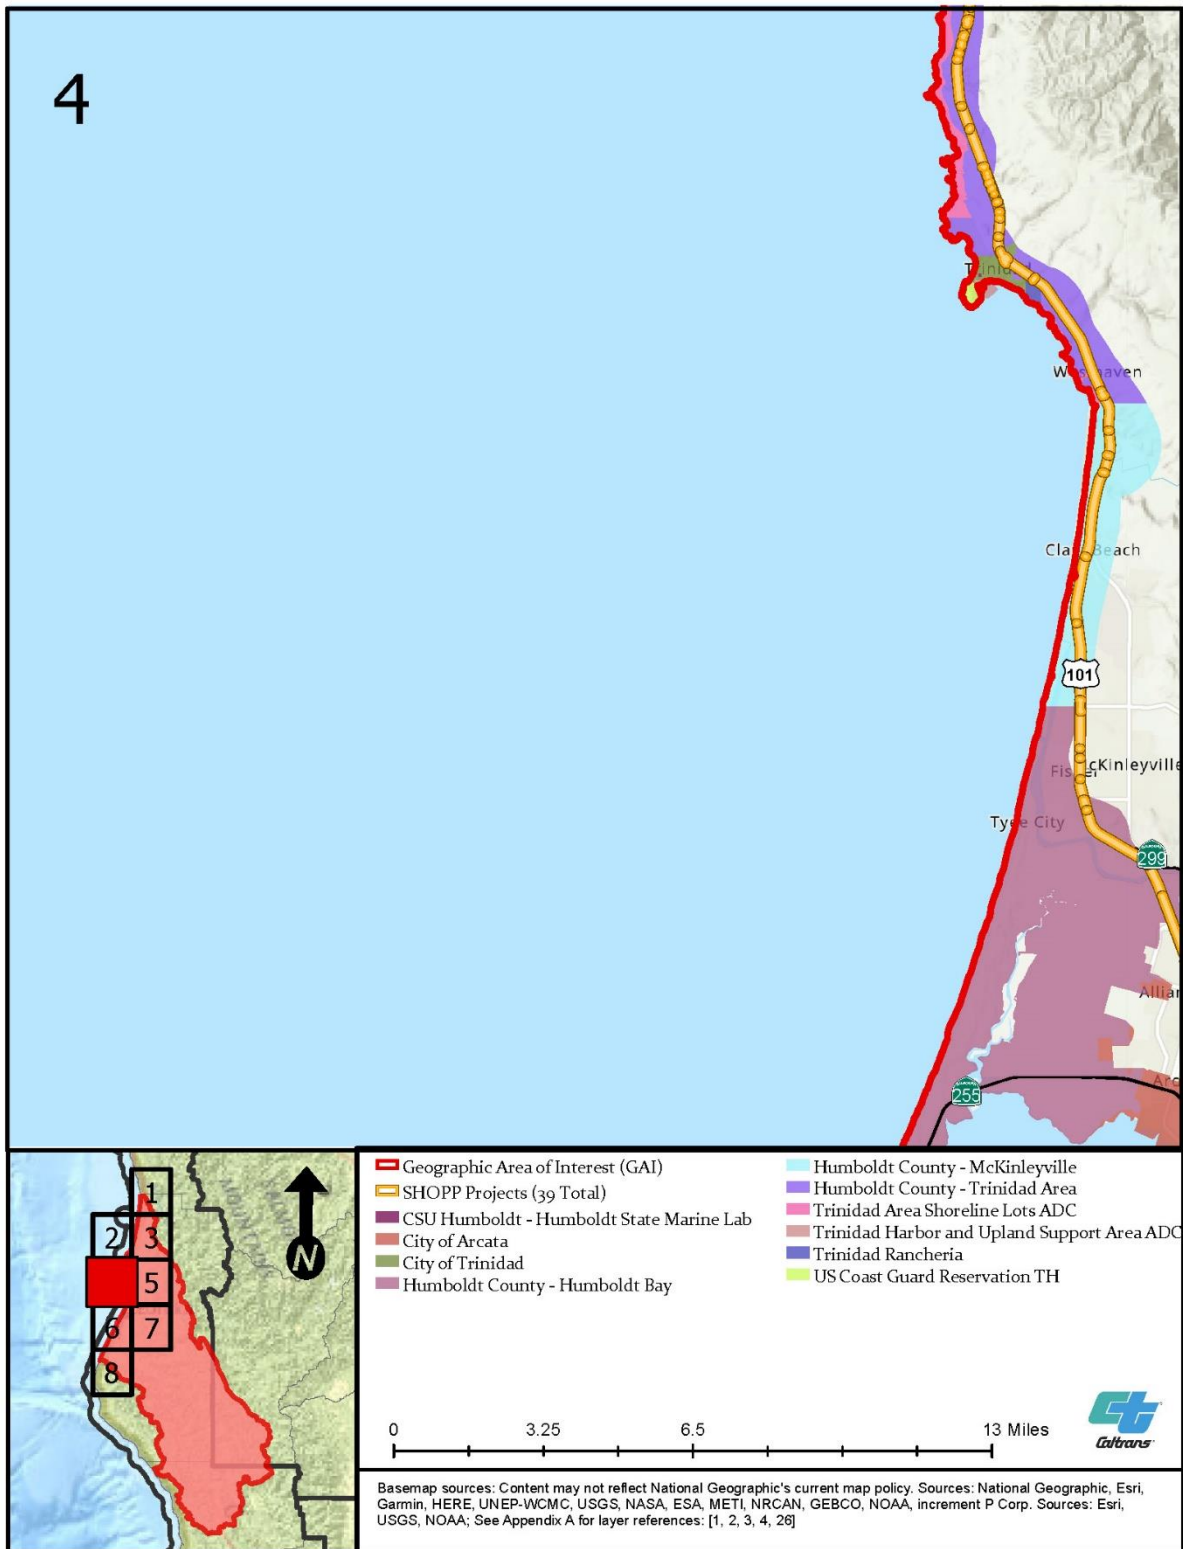 4
Trinidad
Westhaven
Clam Beach
101
McKinleyville
Tyee City
299
255
1
2
3
5
6
7
8
N
Geographic Area of Interest (GAI)
SHOPP Projects (39 Total)
CSU Humboldt - Humboldt State Marine Lab
City of Arcata
City of Trinidad
Humboldt County - Humboldt Bay
Humboldt County - McKinleyville
Humboldt County - Trinidad Area
Trinidad Area Shoreline Lots ADC
Trinidad Harbor and Upland Support Area ADC
Trinidad Rancheria
US Coast Guard Reservation TH
0 3.25 6.5 13 Miles
Caltrans
Basemap sources: Content may not reflect National Geographic's current map policy. Sources: National Geographic, Esri,
Garmin, HERE, UNEP-WCMC, USGS, NASA, ESA, METI, NRCAN, GEBCO, NOAA, increment P Corp. Sources: Esri,
USGS, NOAA; See Appendix A for layer references: [1, 2, 3, 4, 26]